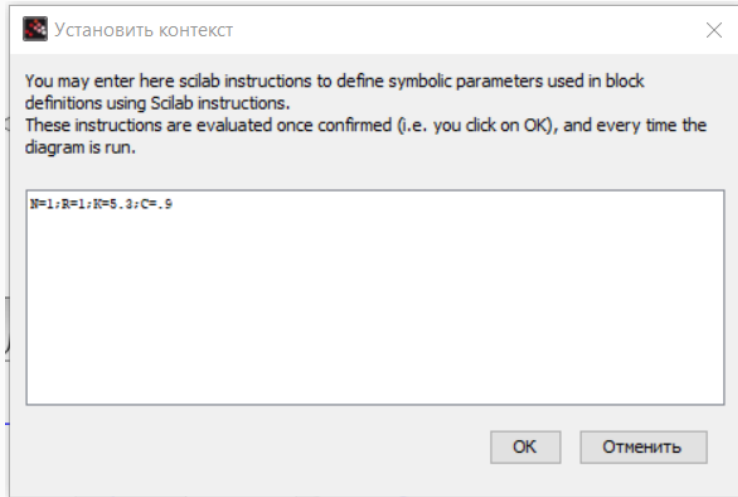 Установить контекст
You may enter here scilab instructions to define symbolic parameters used in block
definitions using Scilab instructions.
These instructions are evaluated once confirmed (i.e. you click on OK), and every time the
diagram is run.
N=1;R=1;K=5.3;C=.9
OK
Отменить